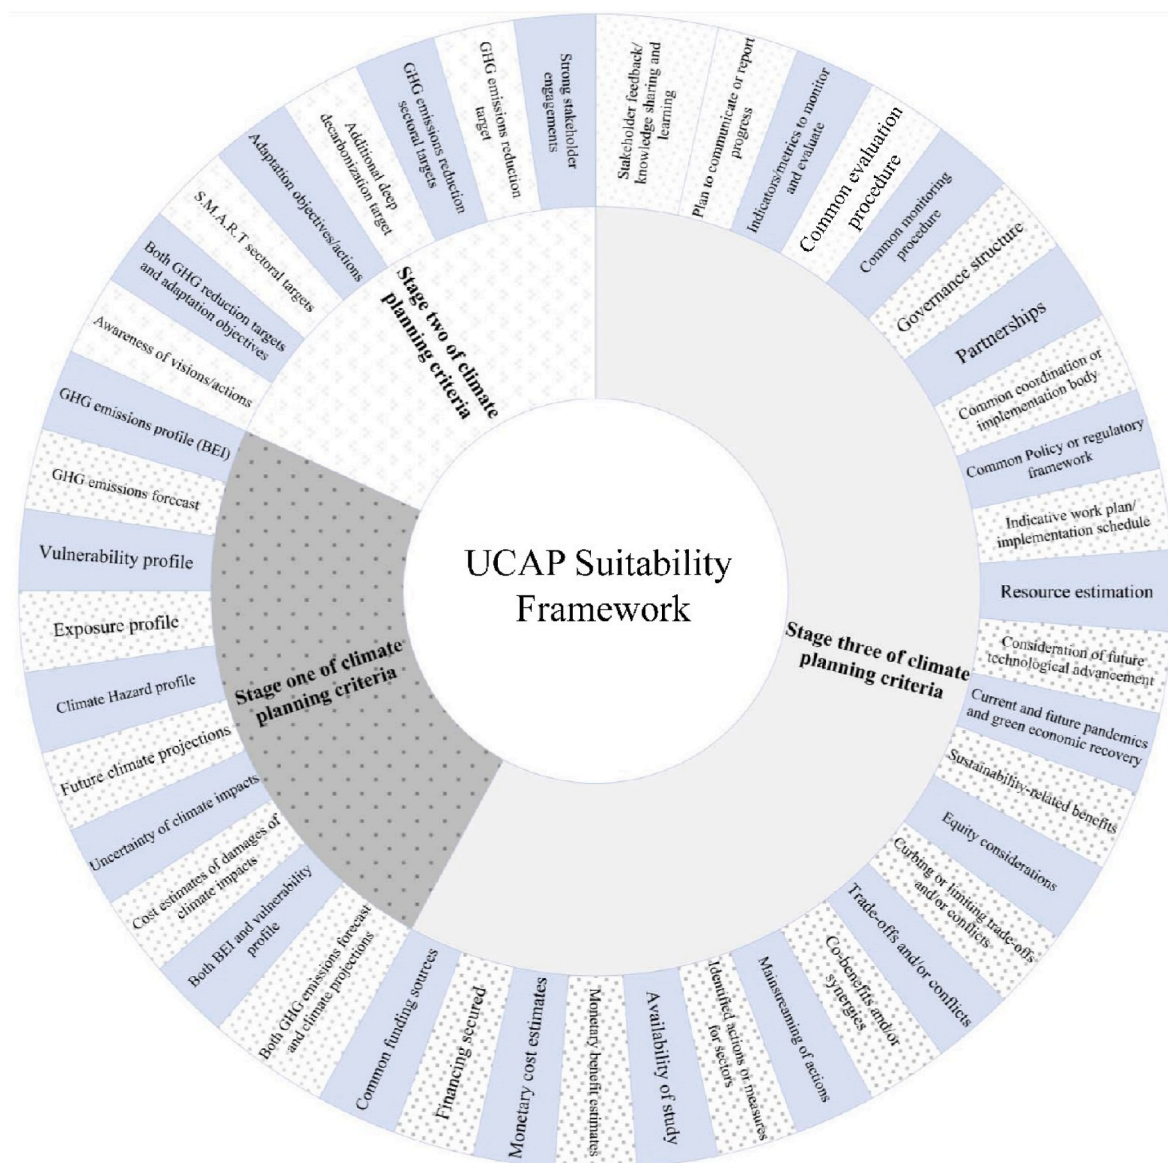 UCAP Suitability
Framework
Stage one of climate
planning criteria
Stage two of climate
planning criteria
Stage three of climate
planning criteria
Stakeholder feedback/
knowledge sharing and
learning
Plan to communicate or report
progress
Indicators/metrics to monitor
and evaluate
Common evaluation
procedure
Common monitoring
procedure
Governance structure
Partnerships
Common coordination or
implementation body
Common Policy or regulatory
framework
Indicative work plan/
implementation schedule
Resource estimation
Consideration of future
technological advancement
Current and future pandemics
and green economic recovery
Sustainability-related benefits
Equity considerations
Curbing or limiting trade-offs
and/or conflicts
Trade-offs and/or conflicts
Co-benefits and/or
synergies
Mainstreaming of actions
Identified actions or measures
for sectors
Availability of study
Monetary benefit estimates
Monetary cost estimates
Financing secured
Common funding sources
Both GHG emissions forecast
and climate projections
Both BEI and vulnerability
profile
Cost estimates of damages of
climate impacts
Uncertainty of climate impacts
Future climate projections
Climate Hazard profile
Exposure profile
Vulnerability profile
GHG emissions forecast
GHG emissions profile (BEI)
Awareness of visions/actions
Both GHG reduction targets
and adaptation objectives
S.M.A.R.T sectoral targets
Adaptation objectives/actions
Additional deep
decarbonization target
GHG emissions reduction
sectoral targets
GHG emissions reduction
target
Strong stakeholder
engagements